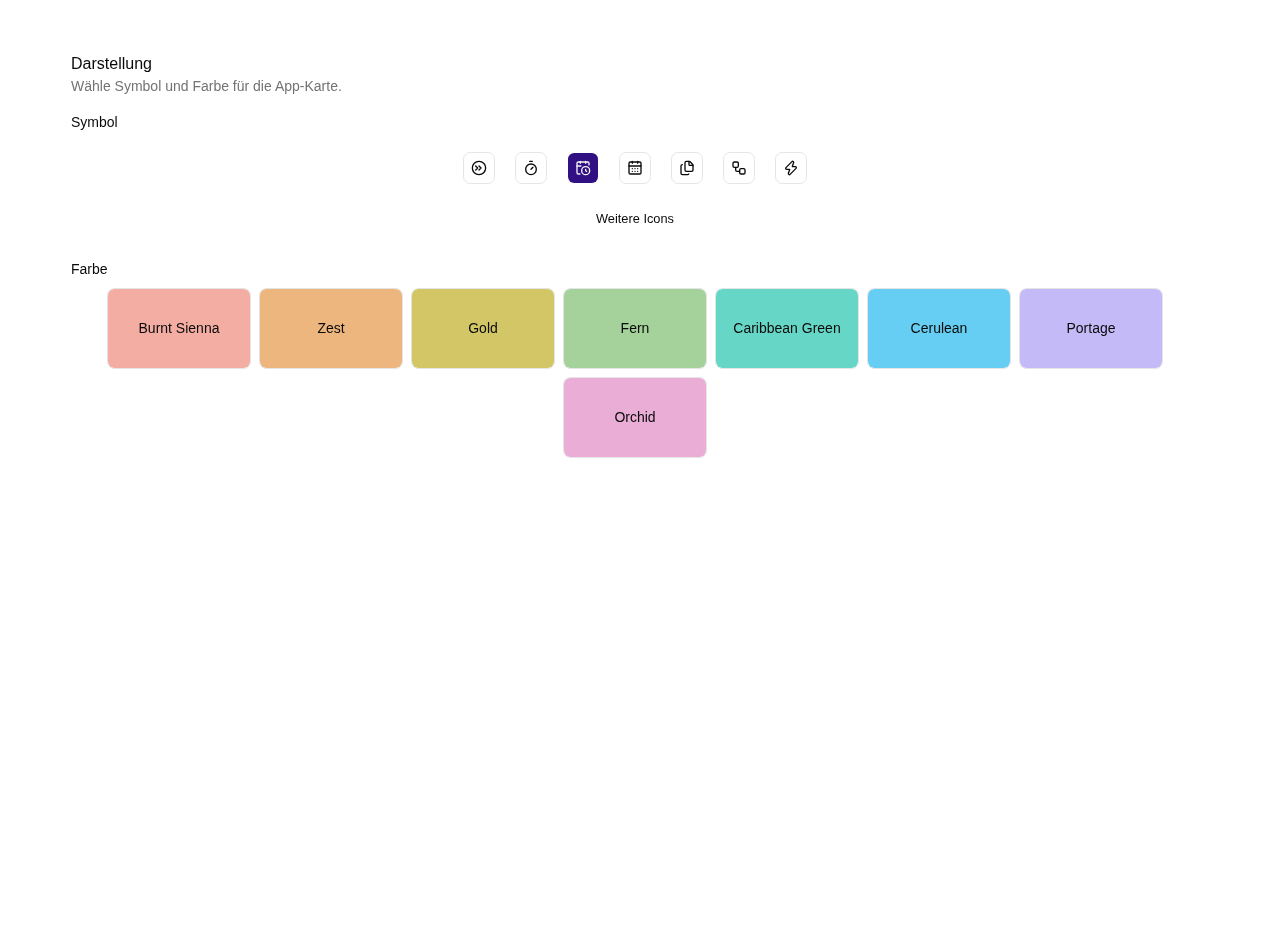 Darstellung
Wähle Symbol und Farbe für die App-Karte.
Symbol
Weitere Icons
Farbe
Burnt Sienna
Zest
Gold
Fern
Caribbean Green
Cerulean
Portage
Orchid